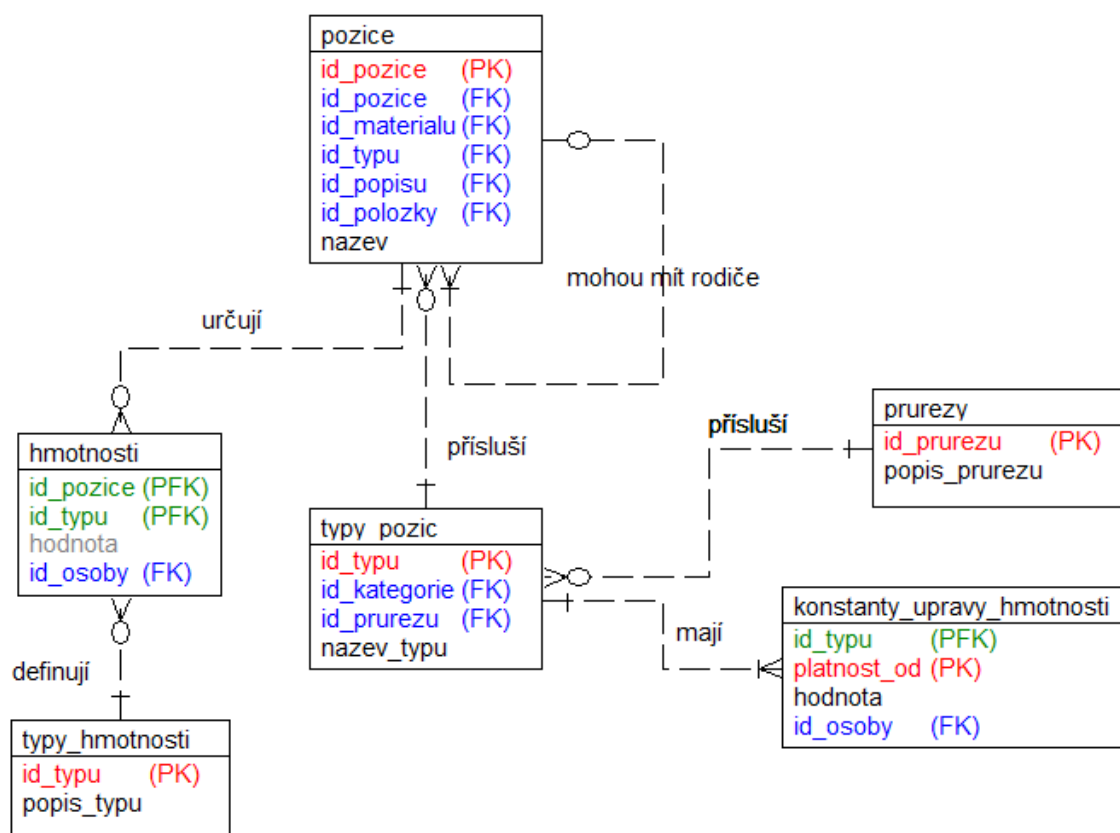 pozice
id_pozice (PK)
id_pozice (FK)
id_materialu (FK)
id_typu (FK)
id_popisu (FK)
id_polozky (FK)
nazev
mohou mít rodiče
určují
hmotnosti
id_pozice (PFK)
id_typu (PFK)
hodnota
id_osoby (FK)
definují
typy_hmotnosti
id_typu (PK)
popis_typu
přísluší
typy_pozic
id_typu (PK)
id_kategorie (FK)
id_prurezu (FK)
nazev_typu
přísluší
prurezy
id_prurezu (PK)
popis_prurezu
mají
konstanty_upravy_hmotnosti
id_typu (PFK)
platnost_od (PK)
hodnota
id_osoby (FK)